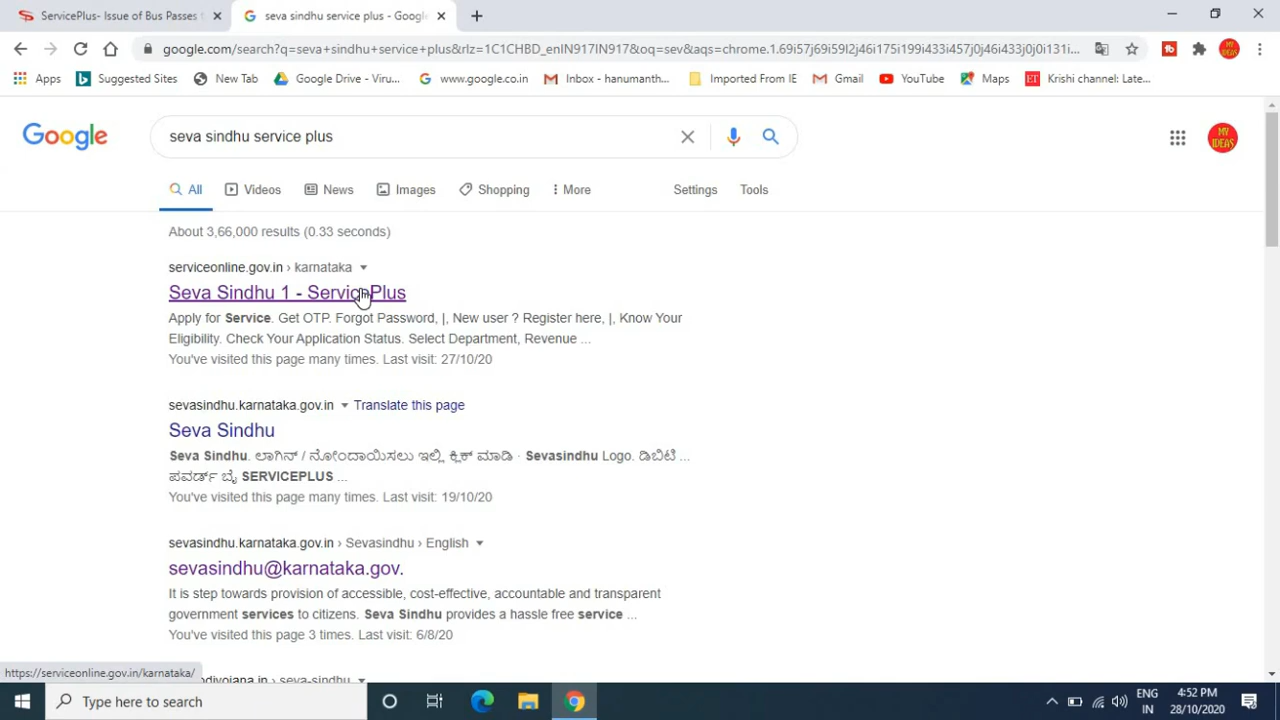 ServicePlus- Issue of Bus Passes
seva sindhu service plus - Google
google.com/search?q=seva+sindhu+service+plus&rlz=1C1CHBD_enIN917IN917&oq=sev&aqs=chrome.1.69i57j69i59l2j46i175i199i433i457j0j46i433j0j0i131i...
Apps Suggested Sites New Tab Google Drive - Viru... www.google.co.in Inbox - hanumanth... Imported From IE Gmail YouTube Maps ET Krishi channel: Late...
Google seva sindhu service plus MY IDEAS
All Videos News Images Shopping More Settings Tools
About 3,66,000 results (0.33 seconds)
serviceonline.gov.in › karnataka
Seva Sindhu 1 - ServicePlus
Apply for Service. Get OTP. Forgot Password, |, New user ? Register here, |, Know Your
Eligibility. Check Your Application Status. Select Department, Revenue ...
You've visited this page many times. Last visit: 27/10/20
sevasindhu.karnataka.gov.in Translate this page
Seva Sindhu
Seva Sindhu. ಲಾಗಿನ್ / ನೋಂದಾಯಿಸಲು ಇಲ್ಲಿ ಕ್ಲಿಕ್ ಮಾಡಿ · Sevasindhu Logo. ಡಿಬಿಟಿ ...
ಪವರ್ಡ್ ಬೈ SERVICEPLUS ...
You've visited this page many times. Last visit: 19/10/20
sevasindhu.karnataka.gov.in › Sevasindhu › English
sevasindhu@karnataka.gov.
It is step towards provision of accessible, cost-effective, accountable and transparent
government services to citizens. Seva Sindhu provides a hassle free service ...
You've visited this page 3 times. Last visit: 6/8/20
https://serviceonline.gov.in/karnataka/ › seva-sindhu
Type here to search
ENG
IN
4:52 PM
28/10/2020